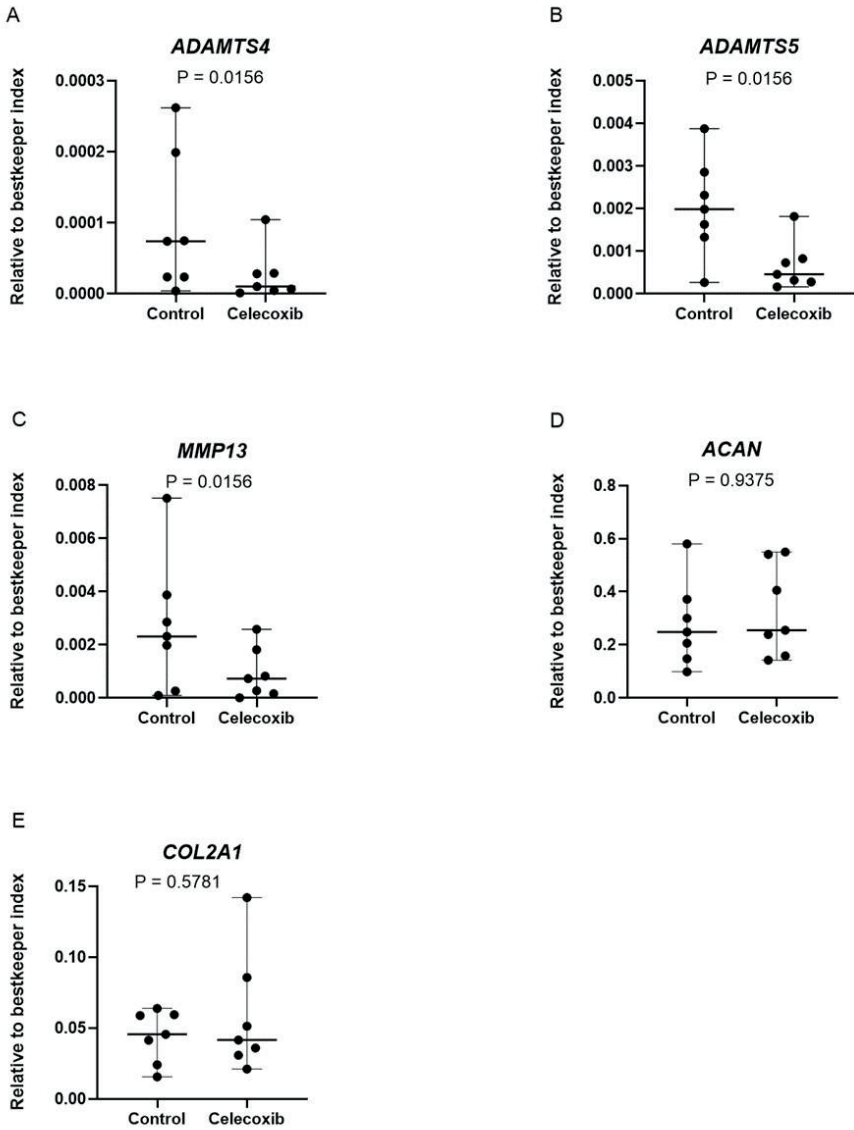 A
ADAMTS4
P = 0.0156
Relative to bestkeeper index
0.0003
0.0002
0.0001
0.0000
Control Celecoxib
B
ADAMTS5
P = 0.0156
Relative to bestkeeper index
0.005
0.004
0.003
0.002
0.001
0.000
Control Celecoxib
C
MMP13
P = 0.0156
Relative to bestkeeper index
0.008
0.006
0.004
0.002
0.000
Control Celecoxib
D
ACAN
P = 0.9375
Relative to bestkeeper index
0.8
0.6
0.4
0.2
0.0
Control Celecoxib
E
COL2A1
P = 0.5781
Relative to bestkeeper index
0.15
0.10
0.05
0.00
Control Celecoxib